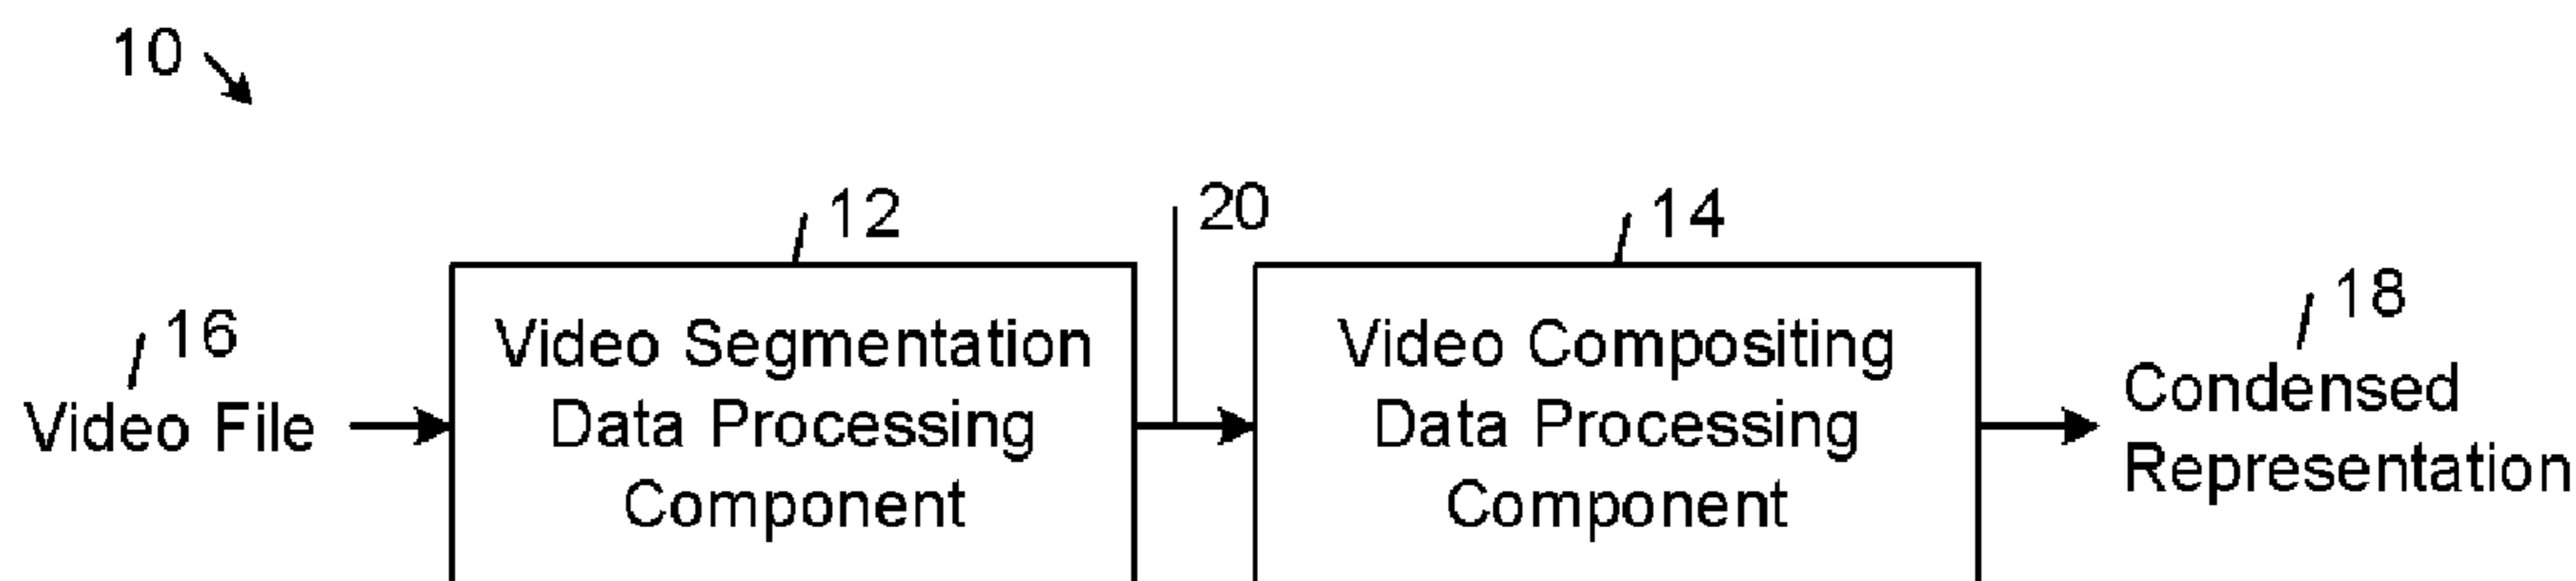 10
12
20
14
18
16
Video File
Video Segmentation
Data Processing
Component
Video Compositing
Data Processing
Component
Condensed
Representation